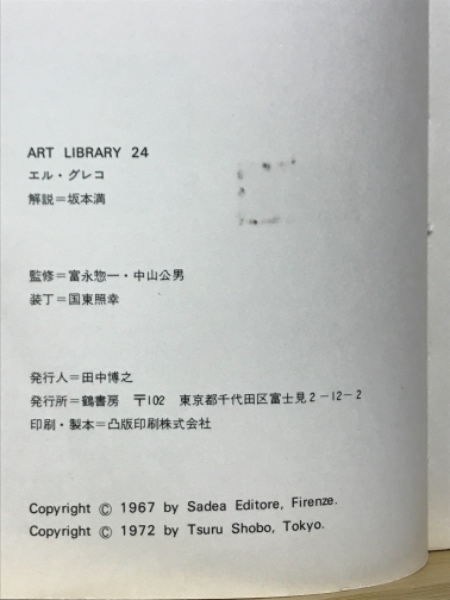 ART LIBRARY 24
エル・グレコ
解説＝坂本満
監修＝富永惣一・中山公男
装丁＝国東照幸
発行人＝田中博之
発行所＝鶴書房　〒102　東京都千代田区富士見2-12-2
印刷・製本＝凸版印刷株式会社
Copyright © 1967 by Sadea Editore, Firenze.
Copyright © 1972 by Tsuru Shobo, Tokyo.